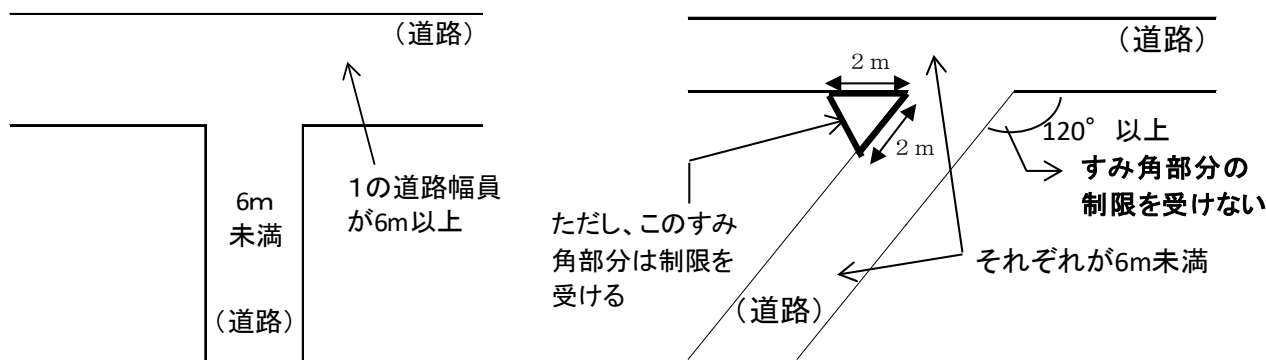 （道路）
1の道路幅員
が6m以上
6m
未満
（道路）
（道路）
2 m
2 m
120° 以上
すみ角部分の
制限を受けない
ただし、このすみ
角部分は制限を
受ける
それぞれが6m未満
（道路）